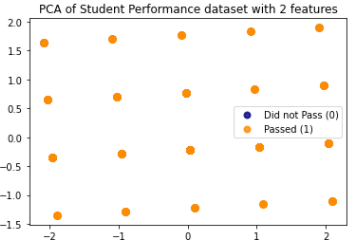 PCA of Student Performance dataset with 2 features
2.0
1.5
1.0
0.5
Did not Pass (0)
Passed (1)
0.0
−0.5
−1.0
−1.5
−2 −1 0 1 2